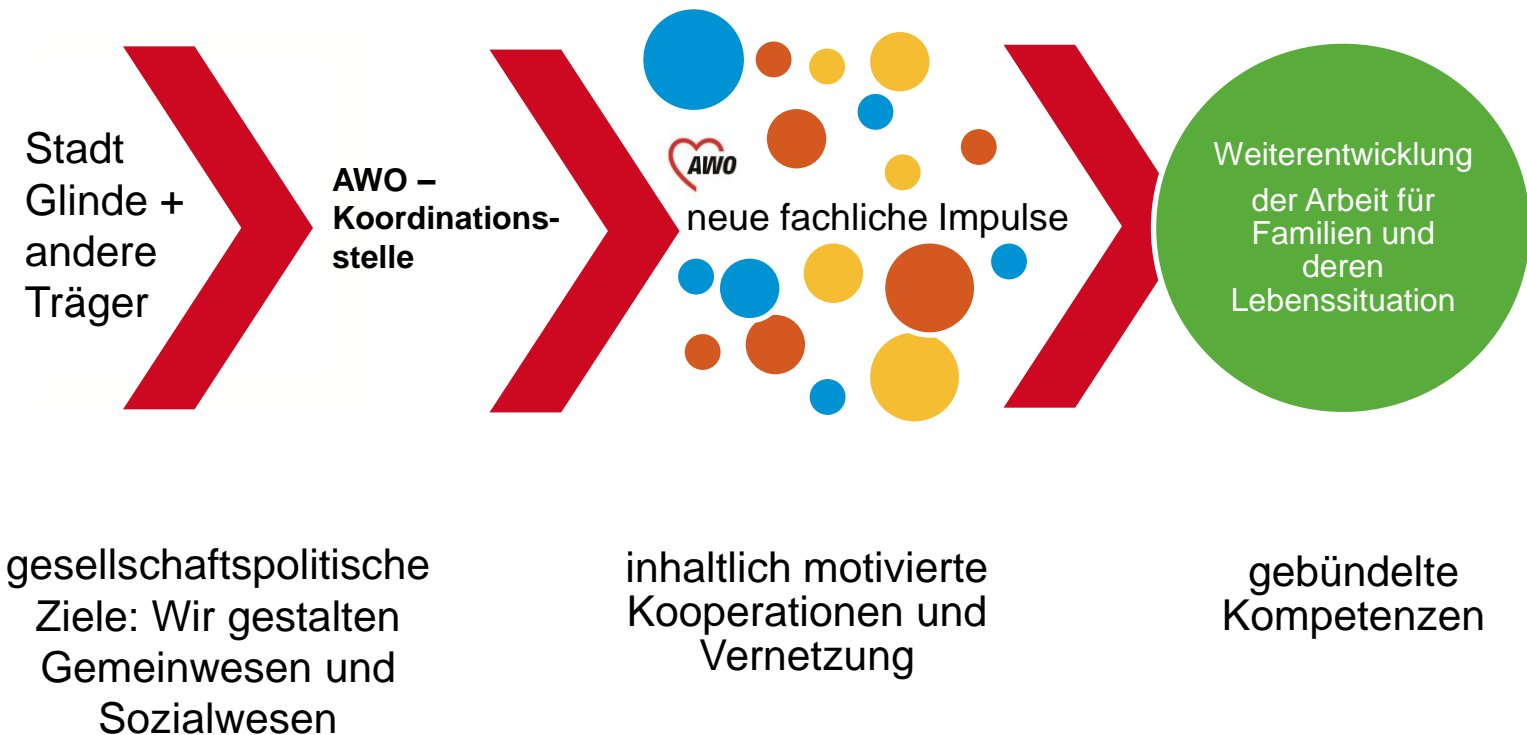 Stadt
Glinde +
andere
Träger
AWO –
Koordinations-
stelle
AWO
neue fachliche Impulse
Weiterentwicklung
der Arbeit für
Familien und
deren
Lebenssituation
gesellschaftspolitische
Ziele: Wir gestalten
Gemeinwesen und
Sozialwesen
inhaltlich motivierte
Kooperationen und
Vernetzung
gebündelte
Kompetenzen